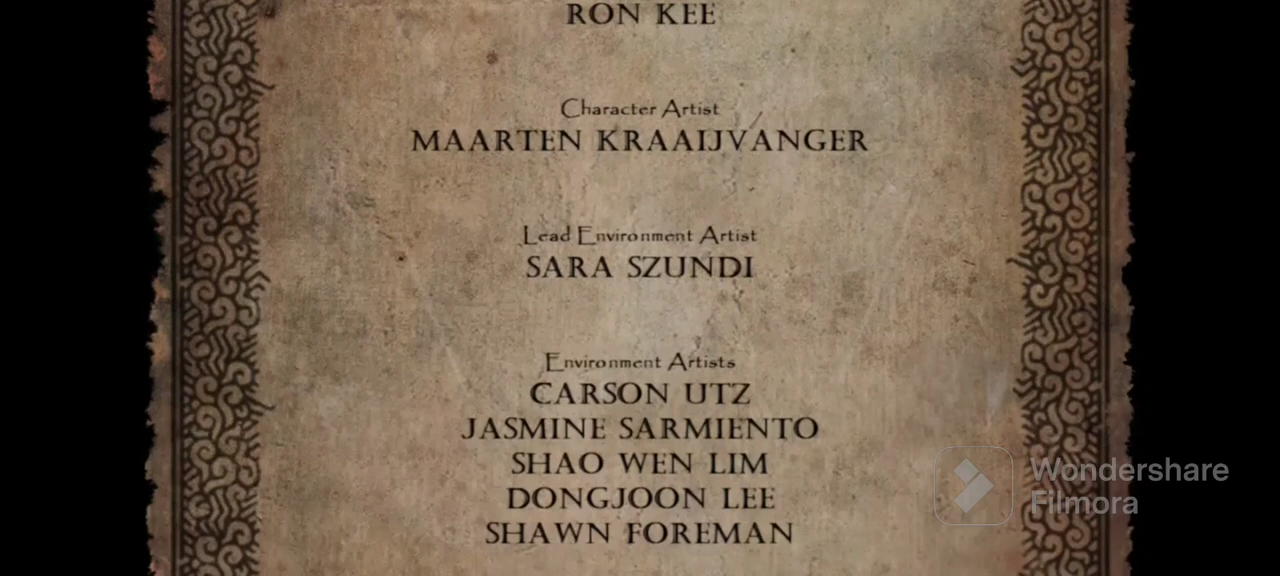 RON KEE
Character Artist
MAARTEN KRAAIJVANGER
Lead Environment Artist
SARA SZUNDI
Environment Artists
CARSON UTZ
JASMINE SARMIENTO
SHAO WEN LIM
DONGJOON LEE
SHAWN FOREMAN
Wondershare
Filmora